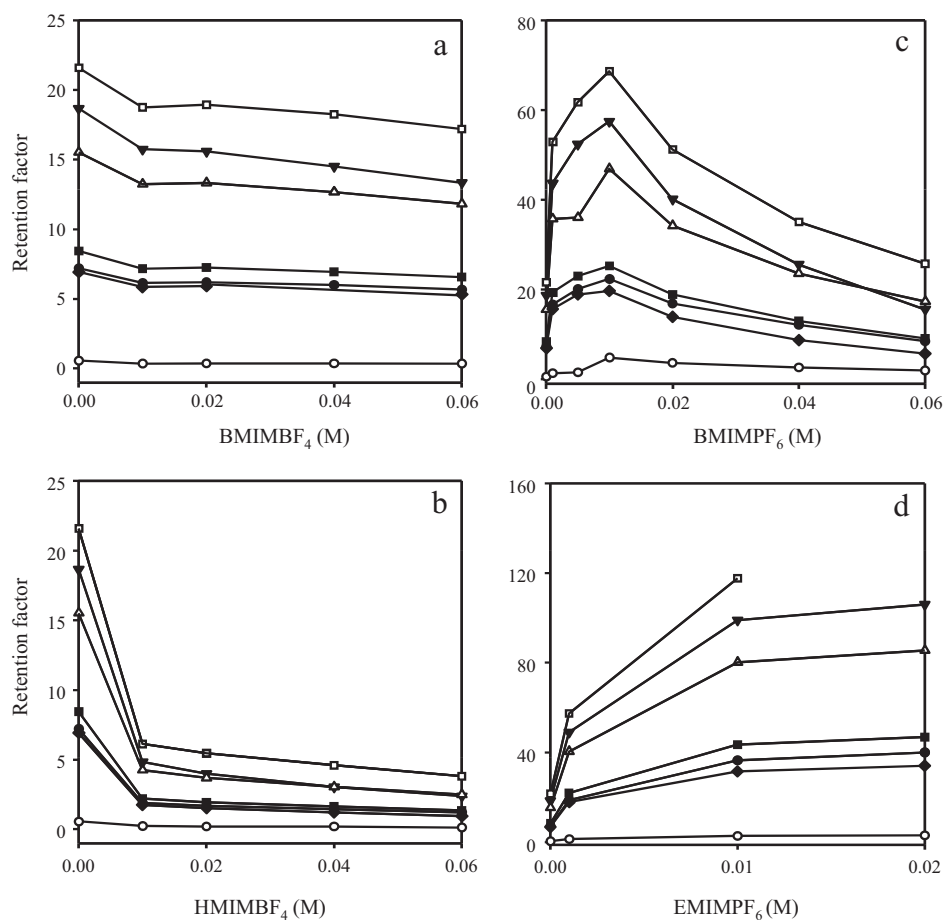 25
20
15
10
5
0
Retention factor
a
0.00 0.02 0.04 0.06
BMIMBF4 (M)
80
60
40
20
0
c
0.00 0.02 0.04 0.06
BMIMPF6 (M)
25
20
15
10
5
0
Retention factor
b
0.00 0.02 0.04 0.06
HMIMBF4 (M)
160
120
80
40
0
d
0.00 0.01 0.02
EMIMPF6 (M)